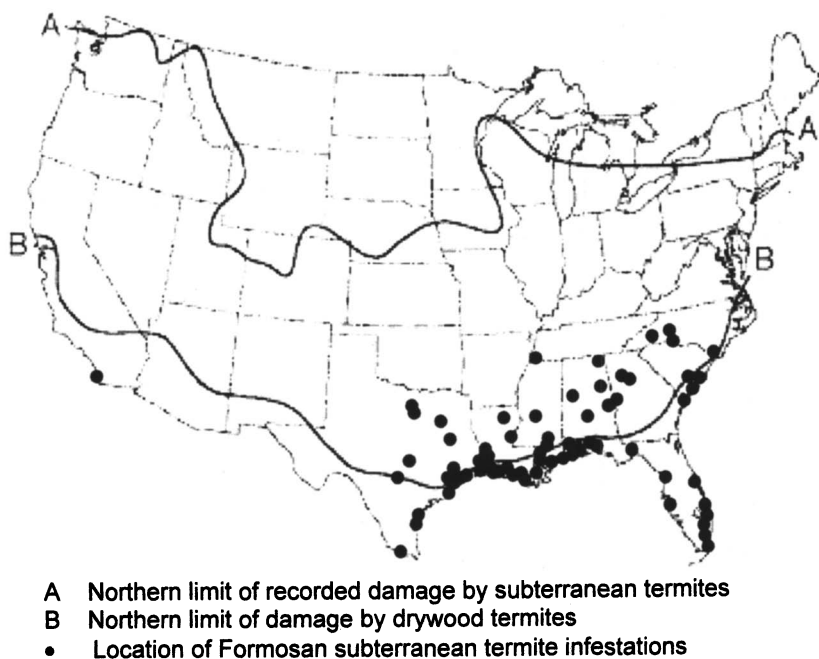 A
A
B
B
A Northern limit of recorded damage by subterranean termites
B Northern limit of damage by drywood termites
• Location of Formosan subterranean termite infestations